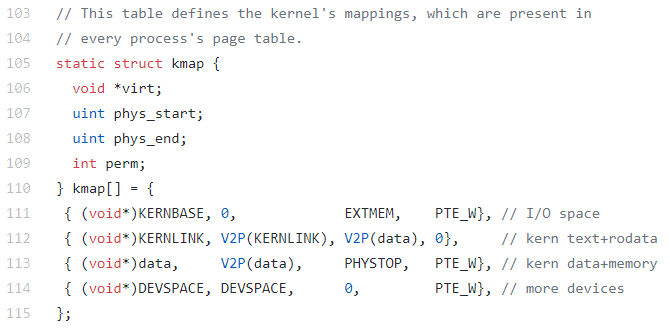 103 // This table defines the kernel's mappings, which are present in
104 // every process's page table.
105 static struct kmap {
106   void *virt;
107   uint phys_start;
108   uint phys_end;
109   int perm;
110 } kmap[] = {
111  { (void*)KERNBASE, 0,             EXTMEM,    PTE_W}, // I/O space
112  { (void*)KERNLINK, V2P(KERNLINK), V2P(data), 0},     // kern text+rodata
113  { (void*)data,     V2P(data),     PHYSTOP,   PTE_W}, // kern data+memory
114  { (void*)DEVSPACE, DEVSPACE,      0,         PTE_W}, // more devices
115 };